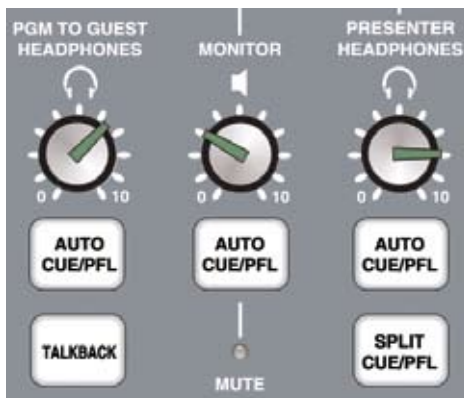 PGM TO GUEST
HEADPHONES
MONITOR
PRESENTER
HEADPHONES
0 10
0 10
0 10
AUTO
CUE/PFL
AUTO
CUE/PFL
AUTO
CUE/PFL
TALKBACK
MUTE
SPLIT
CUE/PFL